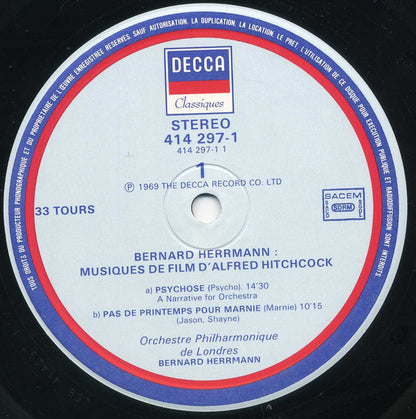 TOUS DROITS DU PRODUCTEUR PHONOGRAPHIQUE ET DU PROPRIETAIRE DE L'ŒUVRE ENREGISTREE RESERVES. SAUF AUTORISATION, LA DUPLICATION, LA LOCATION, LE PRET, L'UTILISATION DE CE DISQUE POUR EXECUTION PUBLIQUE ET RADIODIFFUSION SONT INTERDITS
DECCA
Classiques
STEREO
414 297-1
414 297-1 1
1
℗ 1969 THE DECCA RECORD CO. LTD
33 TOURS
SACEM
SDRM
BERNARD HERRMANN :
MUSIQUES DE FILM D'ALFRED HITCHCOCK
a) PSYCHOSE (Psycho). 14'30
A Narrative for Orchestra
b) PAS DE PRINTEMPS POUR MARNIE (Marnie) 10'15
(Jason, Shayne)
Orchestre Philharmonique
de Londres
BERNARD HERRMANN